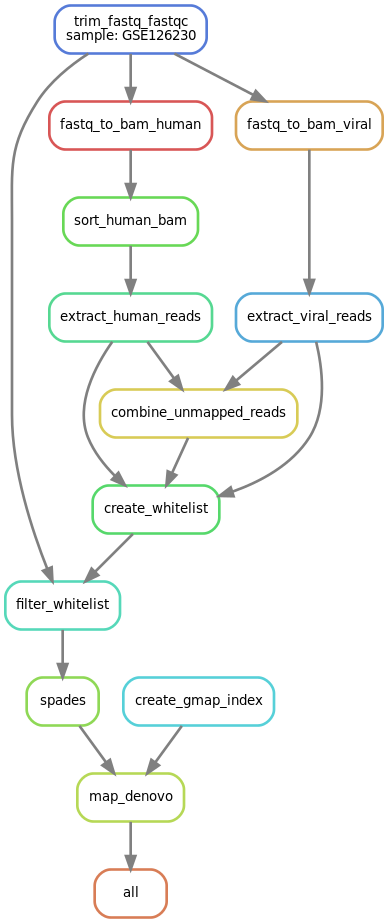 trim_fastq_fastqc
sample: GSE126230
fastq_to_bam_human
fastq_to_bam_viral
sort_human_bam
extract_human_reads
extract_viral_reads
combine_unmapped_reads
create_whitelist
filter_whitelist
spades
create_gmap_index
map_denovo
all